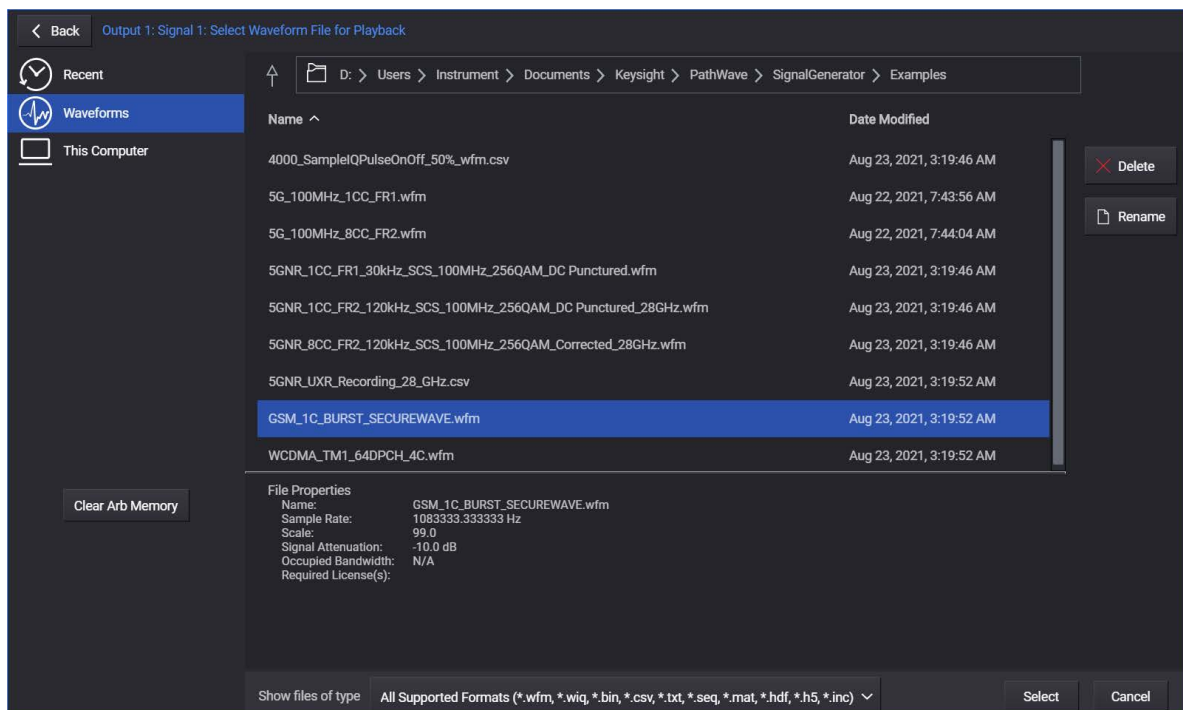 Back Output 1: Signal 1: Select Waveform File for Playback
Recent
Waveforms
This Computer
Clear Arb Memory
D: > Users > Instrument > Documents > Keysight > PathWave > SignalGenerator > Examples
Name Date Modified
4000_SampleIQPulseOnOff_50%_wfm.csv Aug 23, 2021, 3:19:46 AM
5G_100MHz_1CC_FR1.wfm Aug 22, 2021, 7:43:56 AM
5G_100MHz_8CC_FR2.wfm Aug 22, 2021, 7:44:04 AM
5GNR_1CC_FR1_30kHz_SCS_100MHz_256QAM_DC Punctured.wfm Aug 23, 2021, 3:19:46 AM
5GNR_1CC_FR2_120kHz_SCS_100MHz_256QAM_DC Punctured_28GHz.wfm Aug 23, 2021, 3:19:46 AM
5GNR_8CC_FR2_120kHz_SCS_100MHz_256QAM_Corrected_28GHz.wfm Aug 23, 2021, 3:19:46 AM
5GNR_UXR_Recording_28_GHz.csv Aug 23, 2021, 3:19:52 AM
GSM_1C_BURST_SECUREWAVE.wfm Aug 23, 2021, 3:19:52 AM
WCDMA_TM1_64DPCH_4C.wfm Aug 23, 2021, 3:19:52 AM
Delete
Rename
File Properties
Name: GSM_1C_BURST_SECUREWAVE.wfm
Sample Rate: 1083333.333333 Hz
Scale: 99.0
Signal Attenuation: -10.0 dB
Occupied Bandwidth: N/A
Required License(s):
Show files of type All Supported Formats (*.wfm, *.wiq, *.bin, *.csv, *.txt, *.seq, *.mat, *.hdf, *.h5, *.inc) Select Cancel